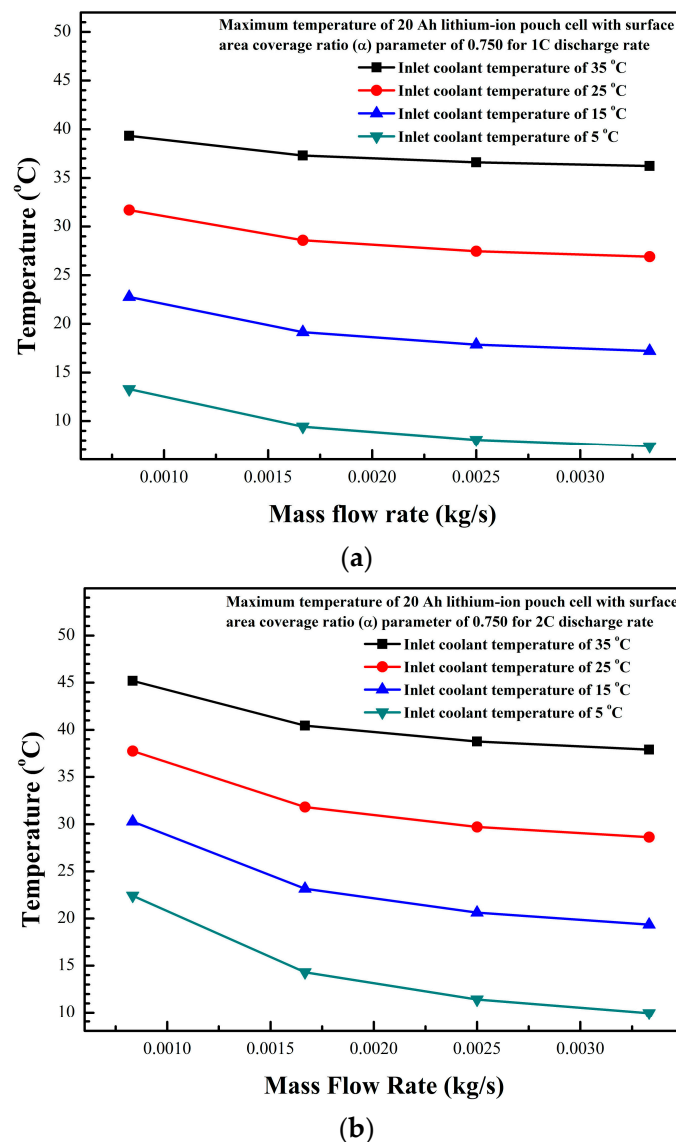 Maximum temperature of 20 Ah lithium-ion pouch cell with surface
area coverage ratio (α) parameter of 0.750 for 1C discharge rate
Inlet coolant temperature of 35 °C
Inlet coolant temperature of 25 °C
Inlet coolant temperature of 15 °C
Inlet coolant temperature of 5 °C
Temperature (°C)
50
45
40
35
30
25
20
15
10
0.0010
0.0015
0.0020
0.0025
0.0030
Mass flow rate (kg/s)
(a)
Maximum temperature of 20 Ah lithium-ion pouch cell with surface
area coverage ratio (α) parameter of 0.750 for 2C discharge rate
Inlet coolant temperature of 35 °C
Inlet coolant temperature of 25 °C
Inlet coolant temperature of 15 °C
Inlet coolant temperature of 5 °C
Temperature (°C)
50
45
40
35
30
25
20
15
10
0.0010
0.0015
0.0020
0.0025
0.0030
Mass Flow Rate (kg/s)
(b)